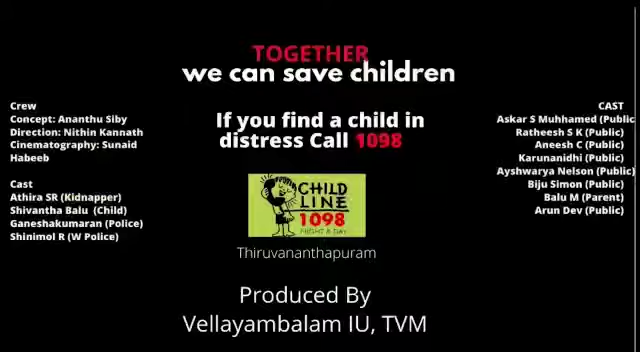 TOGETHER
we can save children
If you find a child in
distress Call 1098
Crew
Concept: Ananthu Siby
Direction: Nithin Kannath
Cinematography: Sunaid
Habeeb
Cast
Athira SR (Kidnapper)
Shivantha Balu (Child)
Ganeshakumaran (Police)
Shinimol R (W Police)
CAST
Askar S Muhhamed (Public
Ratheesh S K (Public)
Aneesh C (Public)
Karunanidhi (Public)
Ayshwarya Nelson (Public)
Biju Simon (Public)
Balu M (Parent)
Arun Dev (Public)
CHILD
LINE
1098
NIGHT & DAY
Thiruvananthapuram
Produced By
Vellayambalam IU, TVM